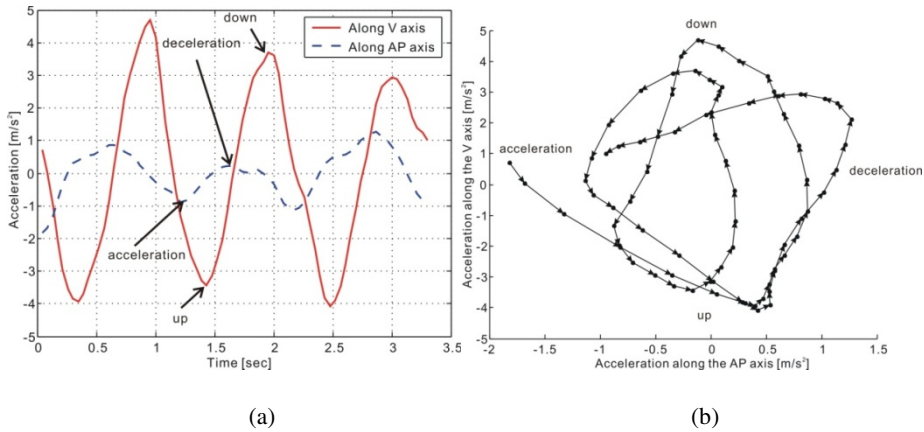 down
Along V axis
Along AP axis
deceleration
acceleration
up
5
4
3
2
1
0
-1
-2
-3
-4
-5
Acceleration [m/s²]
0
0.5
1
1.5
2
2.5
3
3.5
Time [sec]
(a)
down
acceleration
deceleration
up
5
4
3
2
1
0
-1
-2
-3
-4
-5
Acceleration along the V axis [m/s²]
-2
-1.5
-1
-0.5
0
0.5
1
1.5
Acceleration along the AP axis [m/s²]
(b)